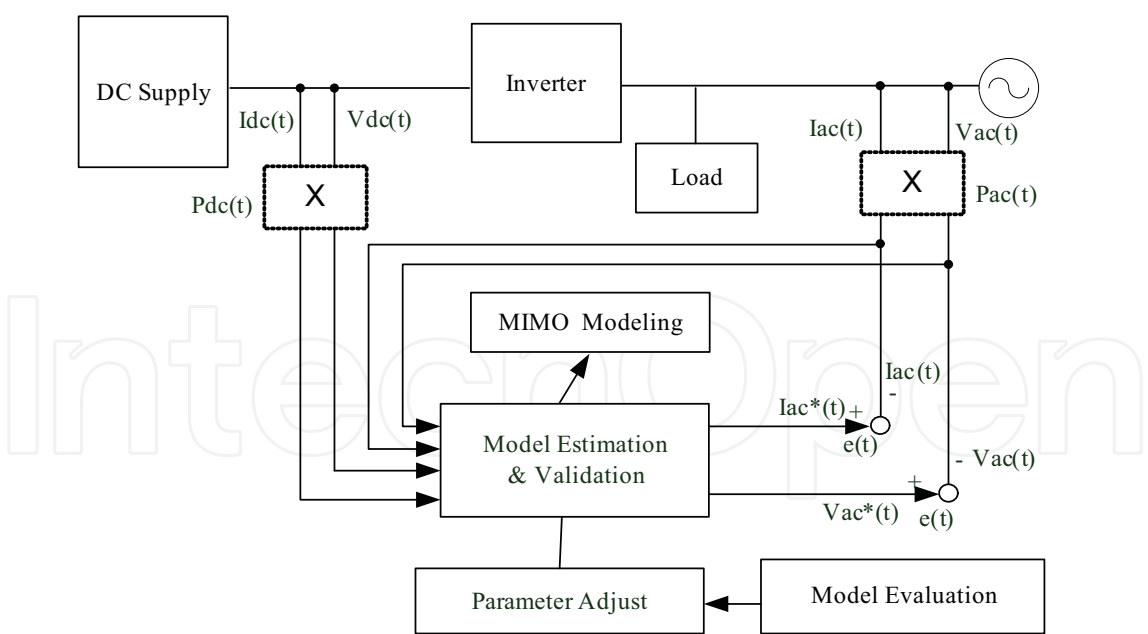 DC Supply
Inverter
Idc(t)
Vdc(t)
Iac(t)
Vac(t)
Load
X
X
Pdc(t)
Pac(t)
MIMO Modeling
IntechOpen
Iac(t)
-
Iac*(t)
+
e(t)
Model Estimation
& Validation
- Vac(t)
+
Vac*(t)
e(t)
Parameter Adjust
Model Evaluation